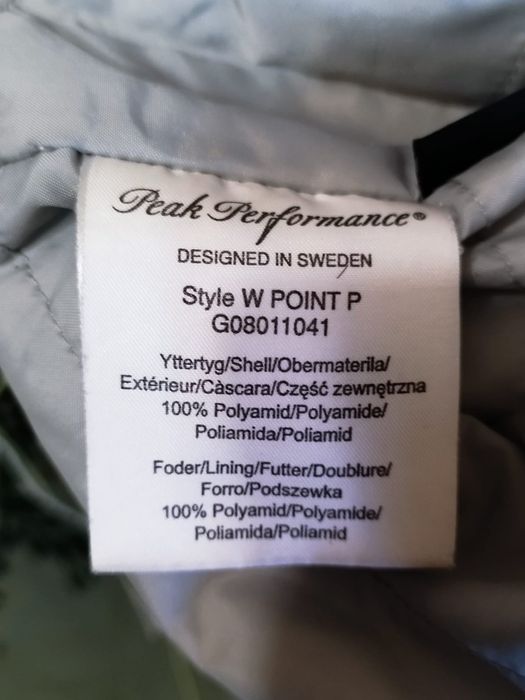 Peak Performance®
DESIGNED IN SWEDEN
Style W POINT P
G08011041
Yttertyg/Shell/Obermaterila/
Extérieur/Càscara/Część zewnętrzna
100% Polyamid/Polyamide/
Poliamida/Poliamid
Foder/Lining/Futter/Doublure/
Forro/Podszewka
100% Polyamid/Polyamide/
Poliamida/Poliamid